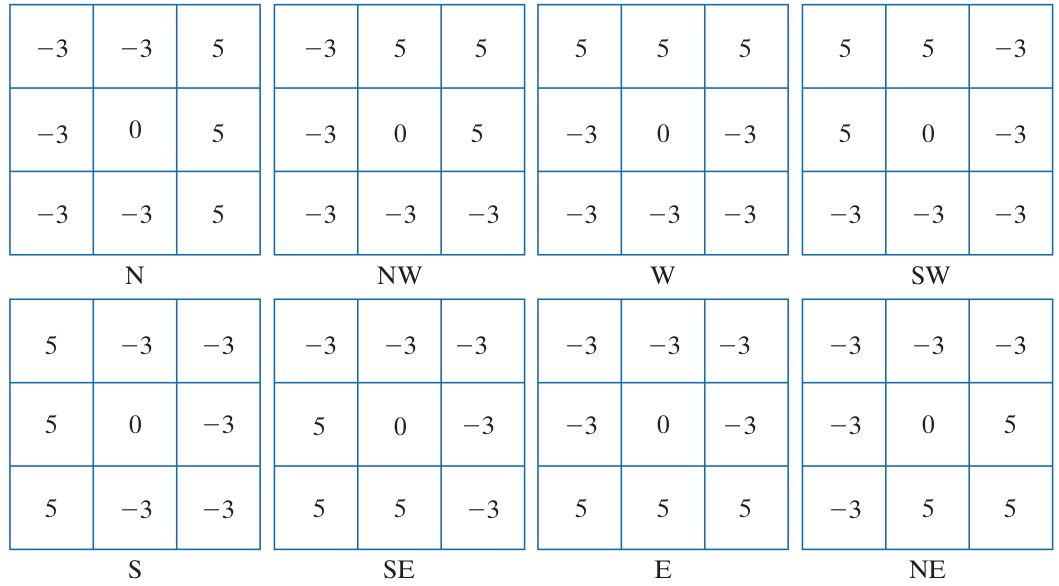 −3 −3 5 −3 5 5 5 5 5 5 5 −3
−3 0 5 −3 0 5 −3 0 −3 5 0 −3
−3 −3 5 −3 −3 −3 −3 −3 −3 −3 −3 −3
N NW W SW
5 −3 −3 −3 −3 −3 −3 −3 −3 −3 −3 −3
5 0 −3 5 0 −3 −3 0 −3 −3 0 5
5 −3 −3 5 5 −3 5 5 5 −3 5 5
S SE E NE